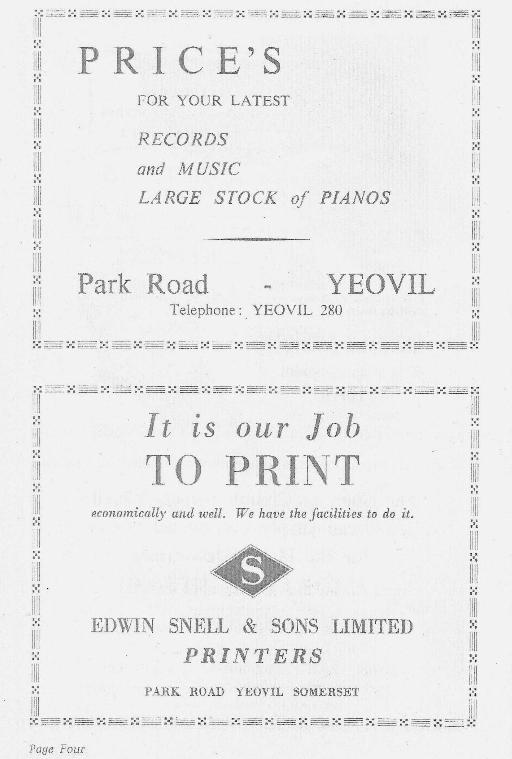 PRICE'S
FOR YOUR LATEST
RECORDS
and MUSIC
LARGE STOCK of PIANOS
Park Road - YEOVIL
Telephone: YEOVIL 280
It is our Job
TO PRINT
economically and well. We have the facilities to do it.
S
EDWIN SNELL & SONS LIMITED
PRINTERS
PARK ROAD YEOVIL SOMERSET
Page Four